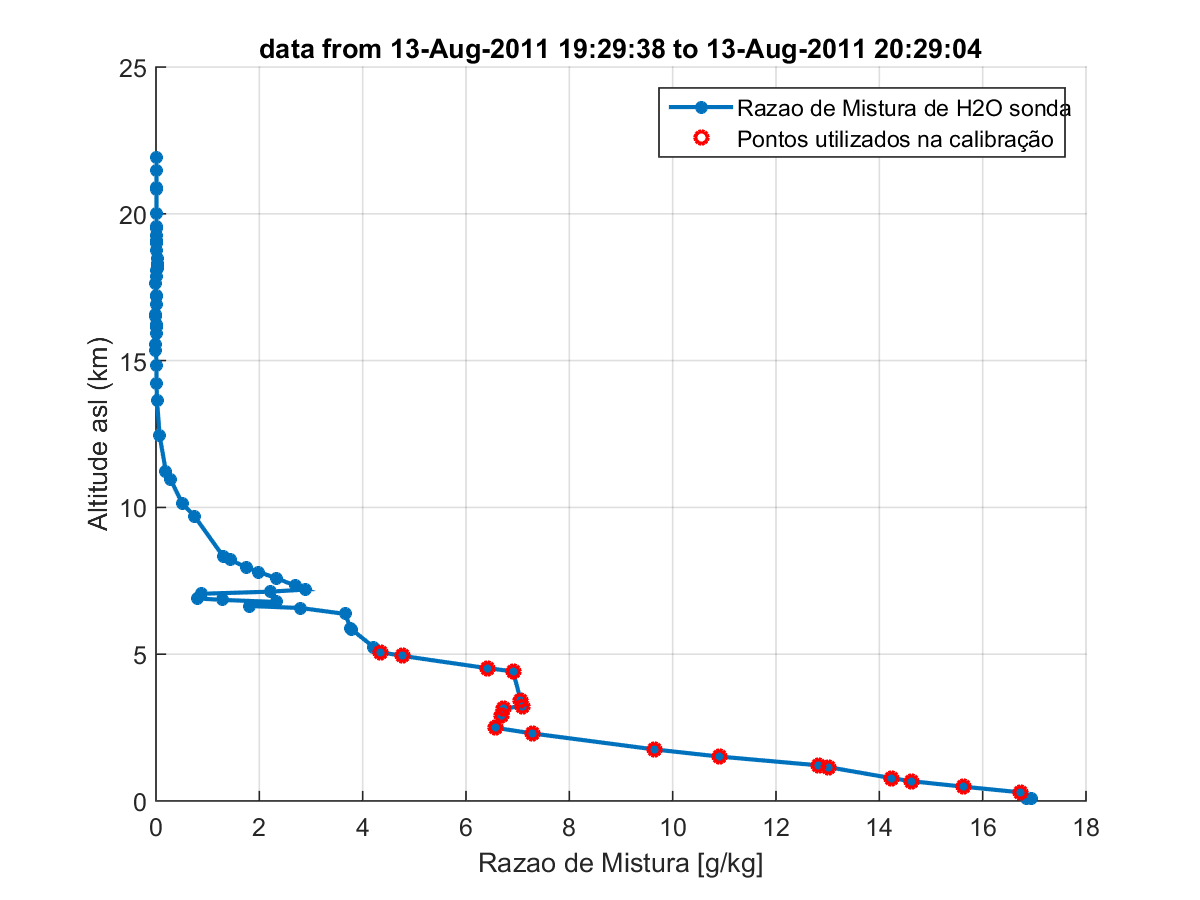 data from 13-Aug-2011 19:29:38 to 13-Aug-2011 20:29:04
Razao de Mistura de H2O sonda
Pontos utilizados na calibração
Altitude asl (km)
25
20
15
10
5
0
0 2 4 6 8 10 12 14 16 18
Razao de Mistura [g/kg]